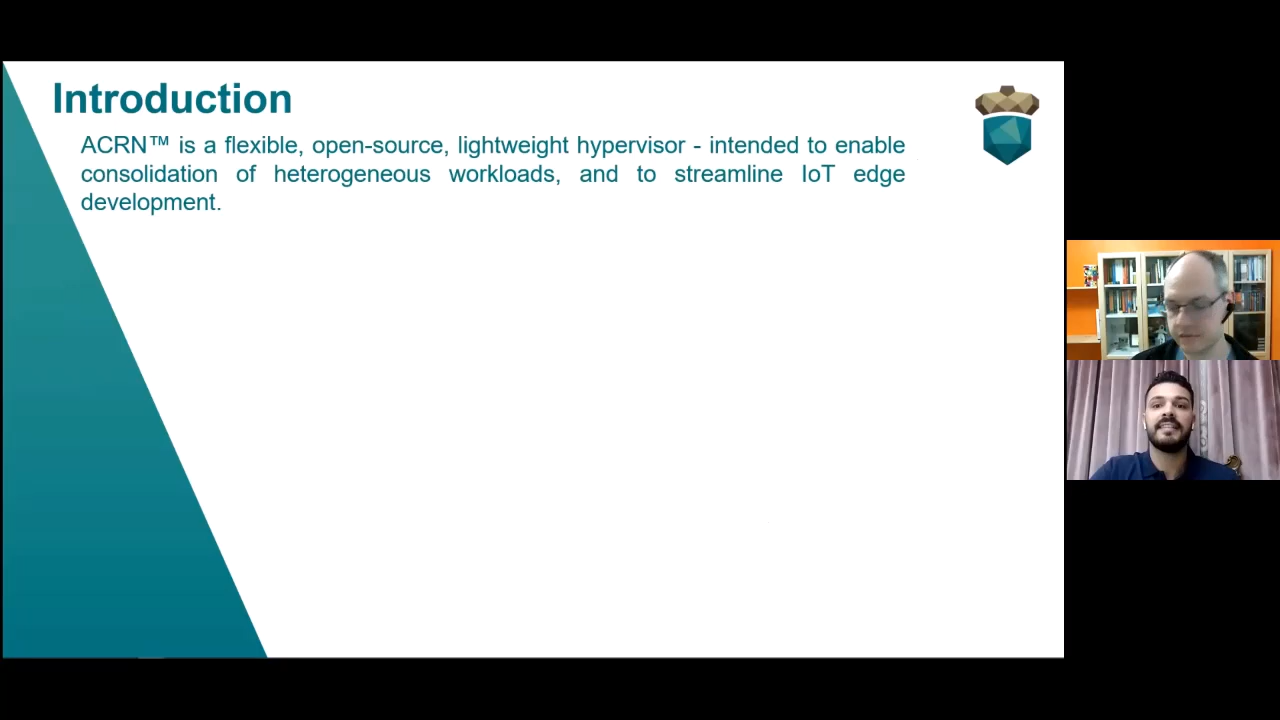 Introduction
ACRN™ is a flexible, open-source, lightweight hypervisor - intended to enable
consolidation of heterogeneous workloads, and to streamline IoT edge
development.